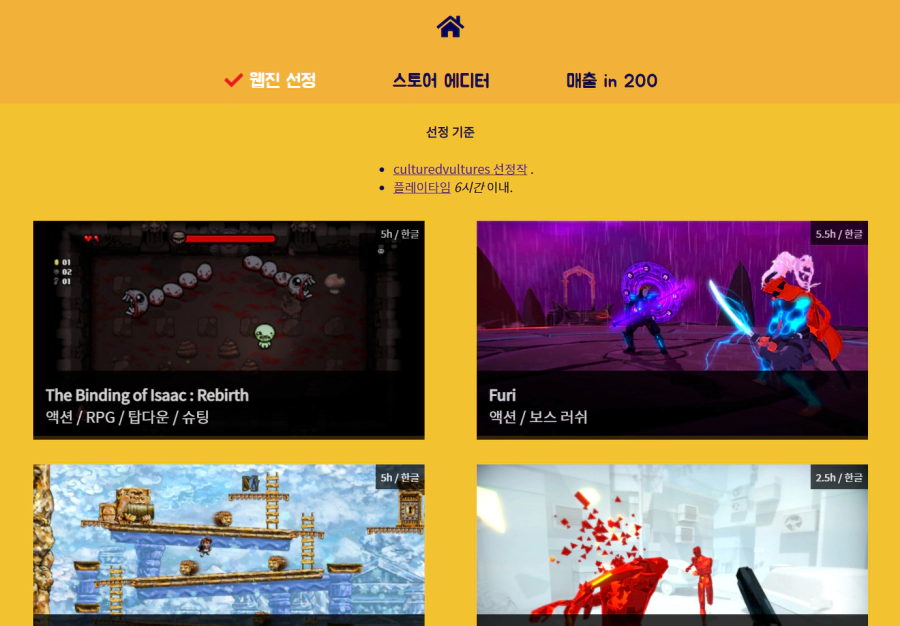 웹진 선정
스토어 에디터
매출 in 200
선정 기준
culturedvultures 선정작 .
플레이타임 6시간 이내.
5h / 한글
01
02
01
The Binding of Isaac : Rebirth
액션 / RPG / 탑다운 / 슈팅
5.5h / 한글
Furi
액션 / 보스 러쉬
5h / 한글
2.5h / 한글